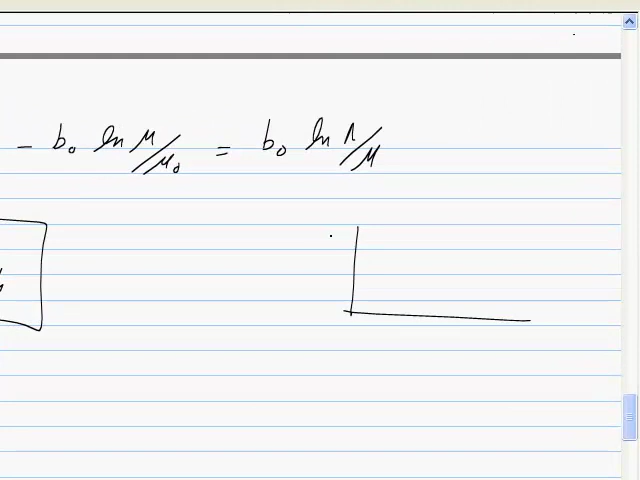 - b₀ ln μ/μ₀ = b₀ ln Λ/μ